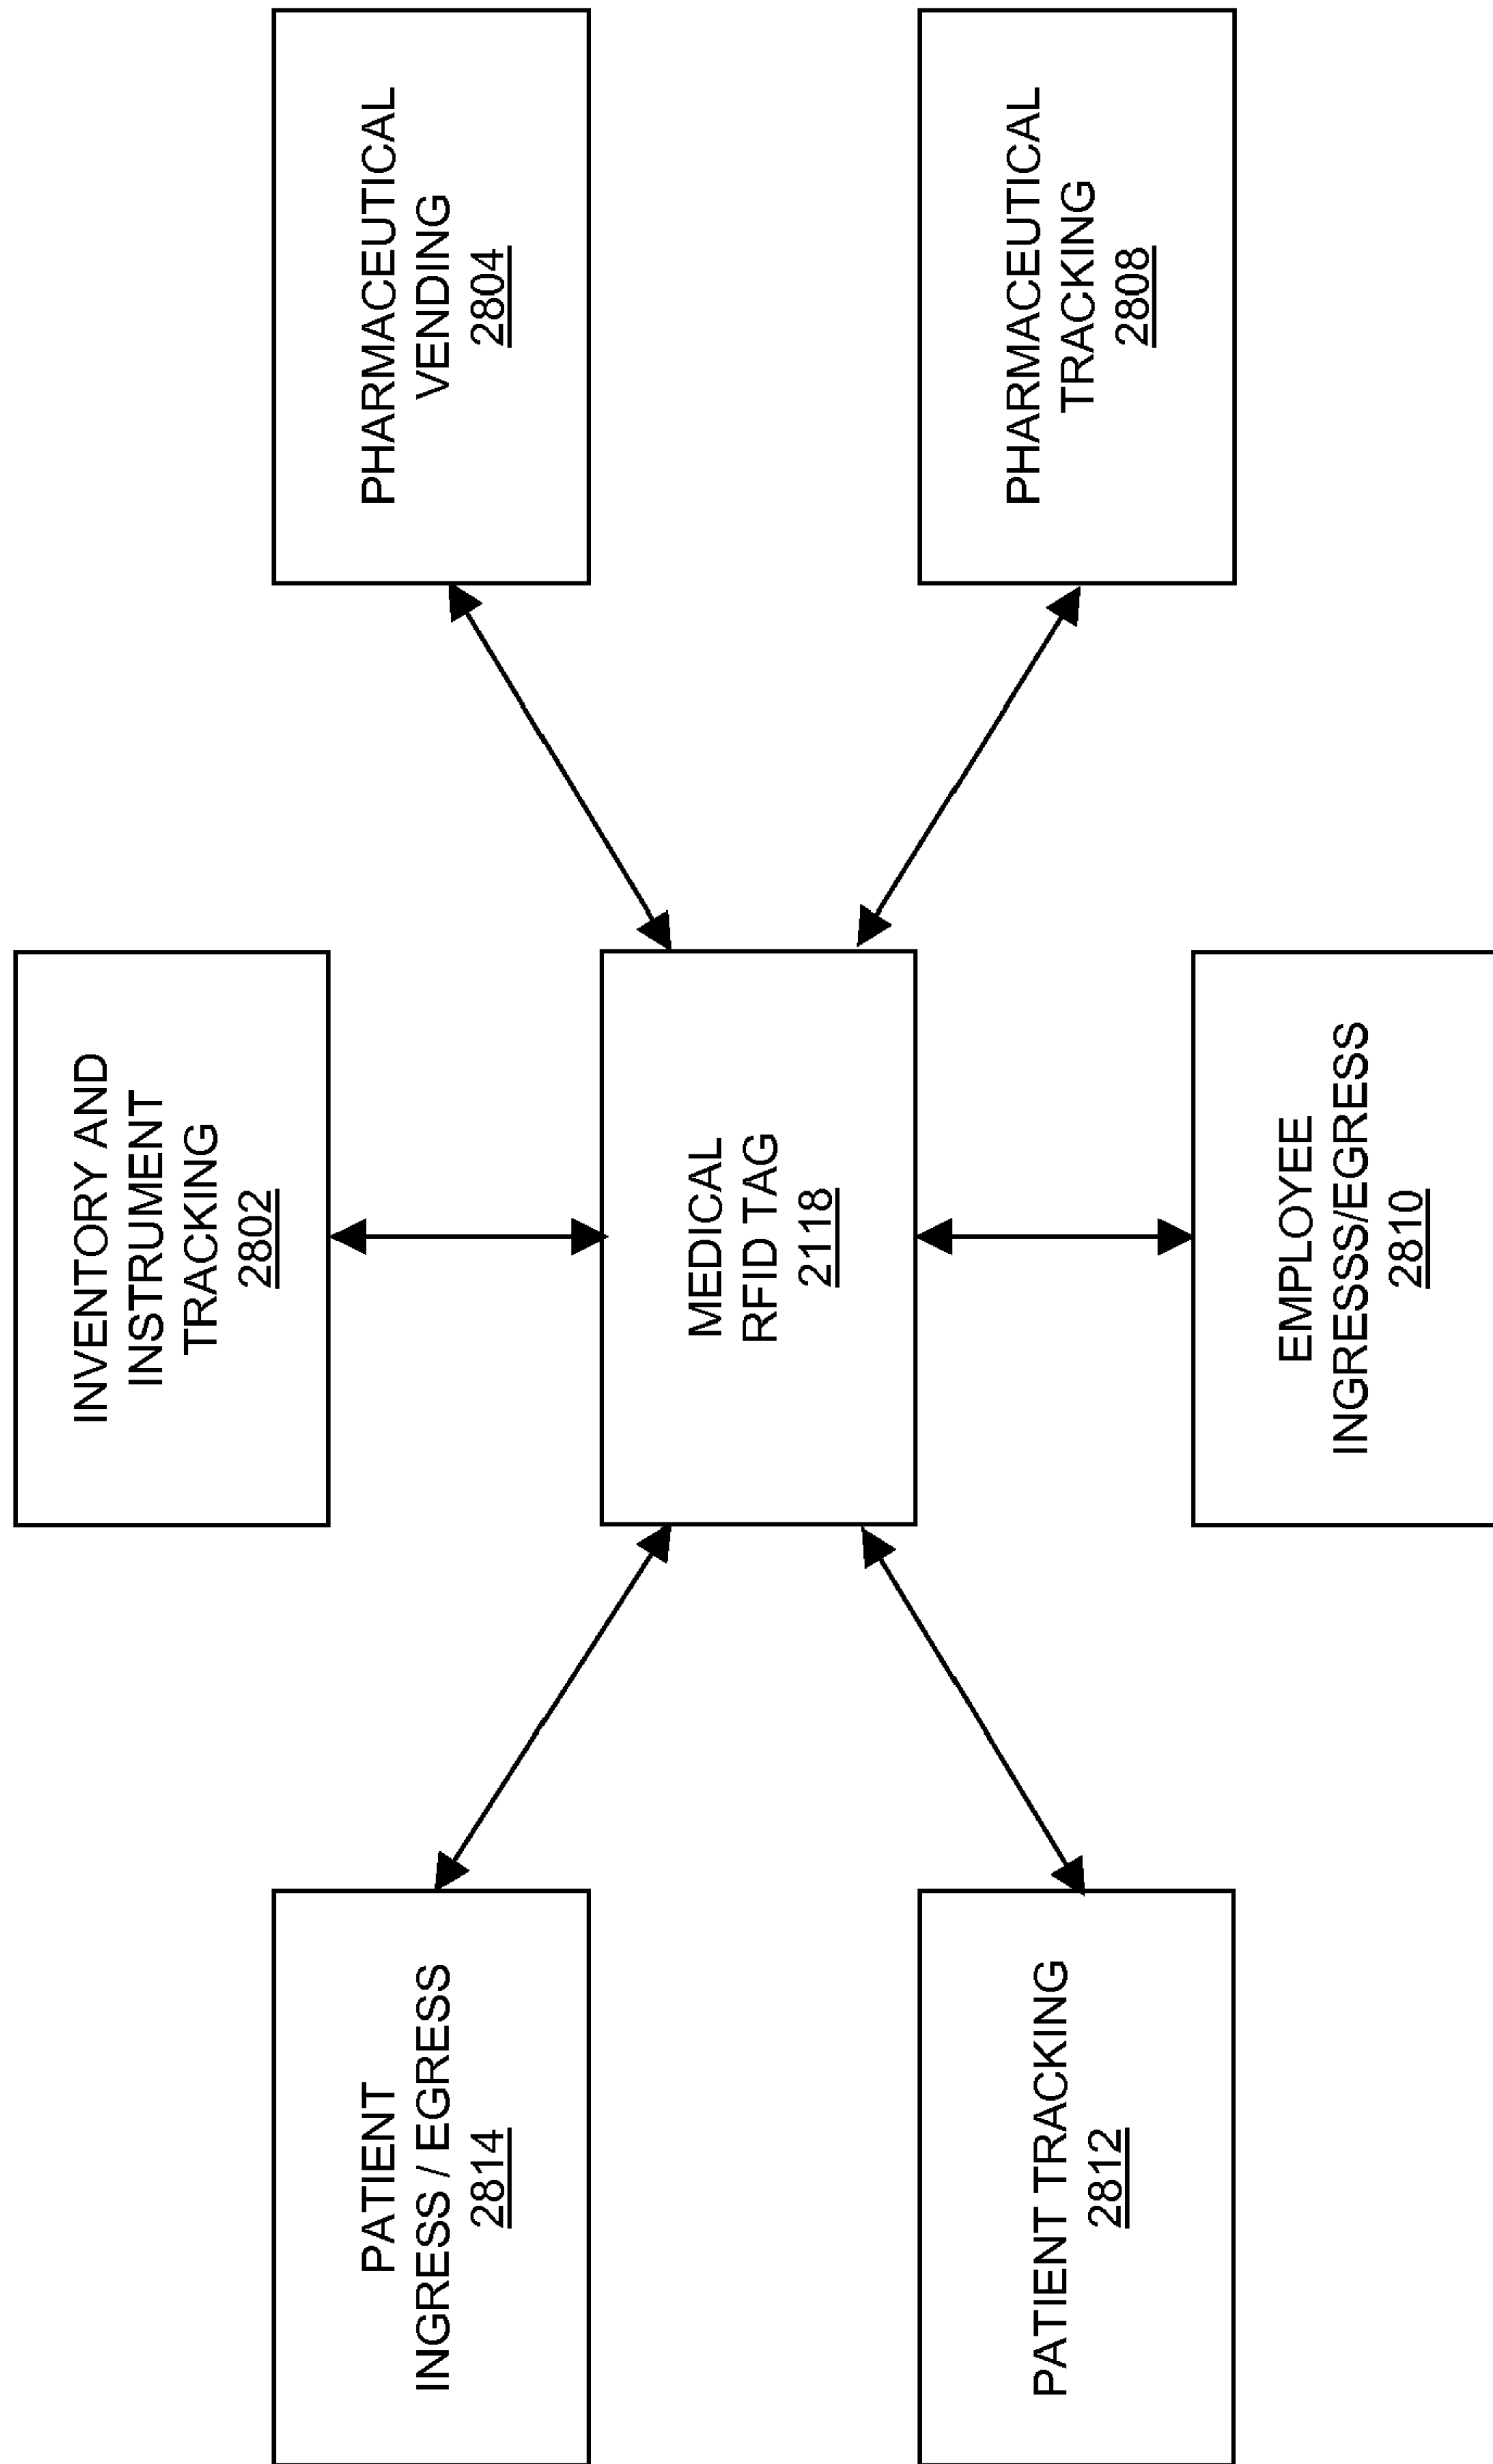 INVENTORY AND
INSTRUMENT
TRACKING
2802
PATIENT
INGRESS / EGRESS
2814
PHARMACEUTICAL
VENDING
2804
MEDICAL
RFID TAG
2118
PATIENT TRACKING
2812
PHARMACEUTICAL
TRACKING
2808
EMPLOYEE
INGRESSS/EGRESS
2810